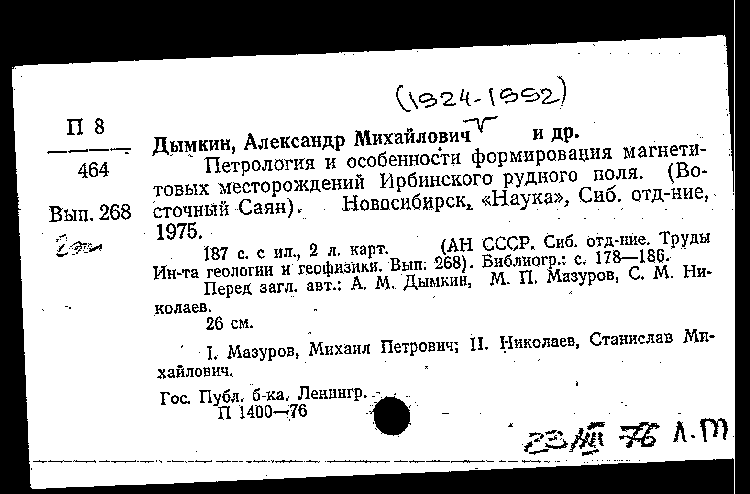 (1924-1992)
П 8
464
Вып. 268
2 эт
Дымкин, Александр Михайлович и др.
Петрология и особенности формирования магнети-
товых месторождений Ирбинского рудного поля. (Во-
сточный Саян). Новосибирск, «Наука», Сиб. отд-ние,
1975.
187 с. с ил., 2 л. карт. (АН СССР. Сиб. отд-ние. Труды
Ин-та геологии и геофизики. Вып. 268). Библиогр.: с. 178—186.
Перед загл. авт.: А. М. Дымкин, М. П. Мазуров, С. М. Ни-
колаев.
26 см.
I. Мазуров, Михаил Петрович; II. Николаев, Станислав Ми-
хайлович.
Гос. Публ. б-ка. Ленингр.
П 1400—76
23/III 76 Л.т